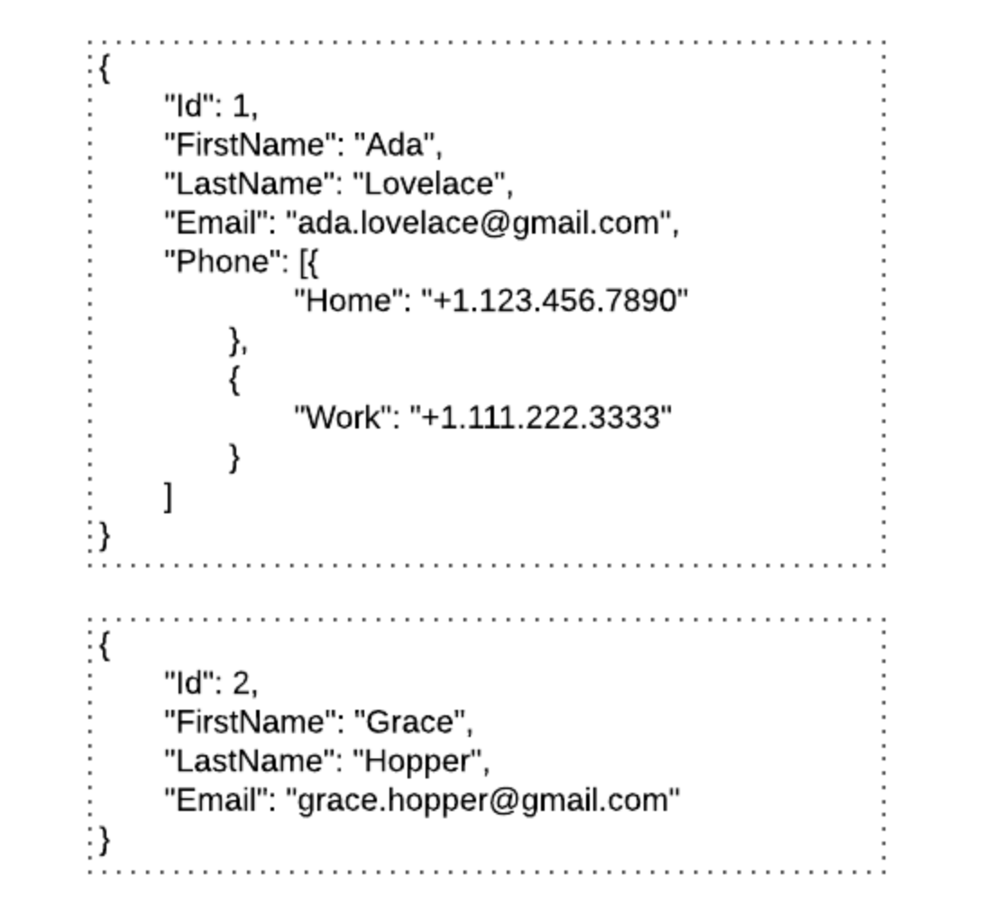 {
"Id": 1,
"FirstName": "Ada",
"LastName": "Lovelace",
"Email": "ada.lovelace@gmail.com",
"Phone": [{
"Home": "+1.123.456.7890"
},
{
"Work": "+1.111.222.3333"
}
]
}
{
"Id": 2,
"FirstName": "Grace",
"LastName": "Hopper",
"Email": "grace.hopper@gmail.com"
}